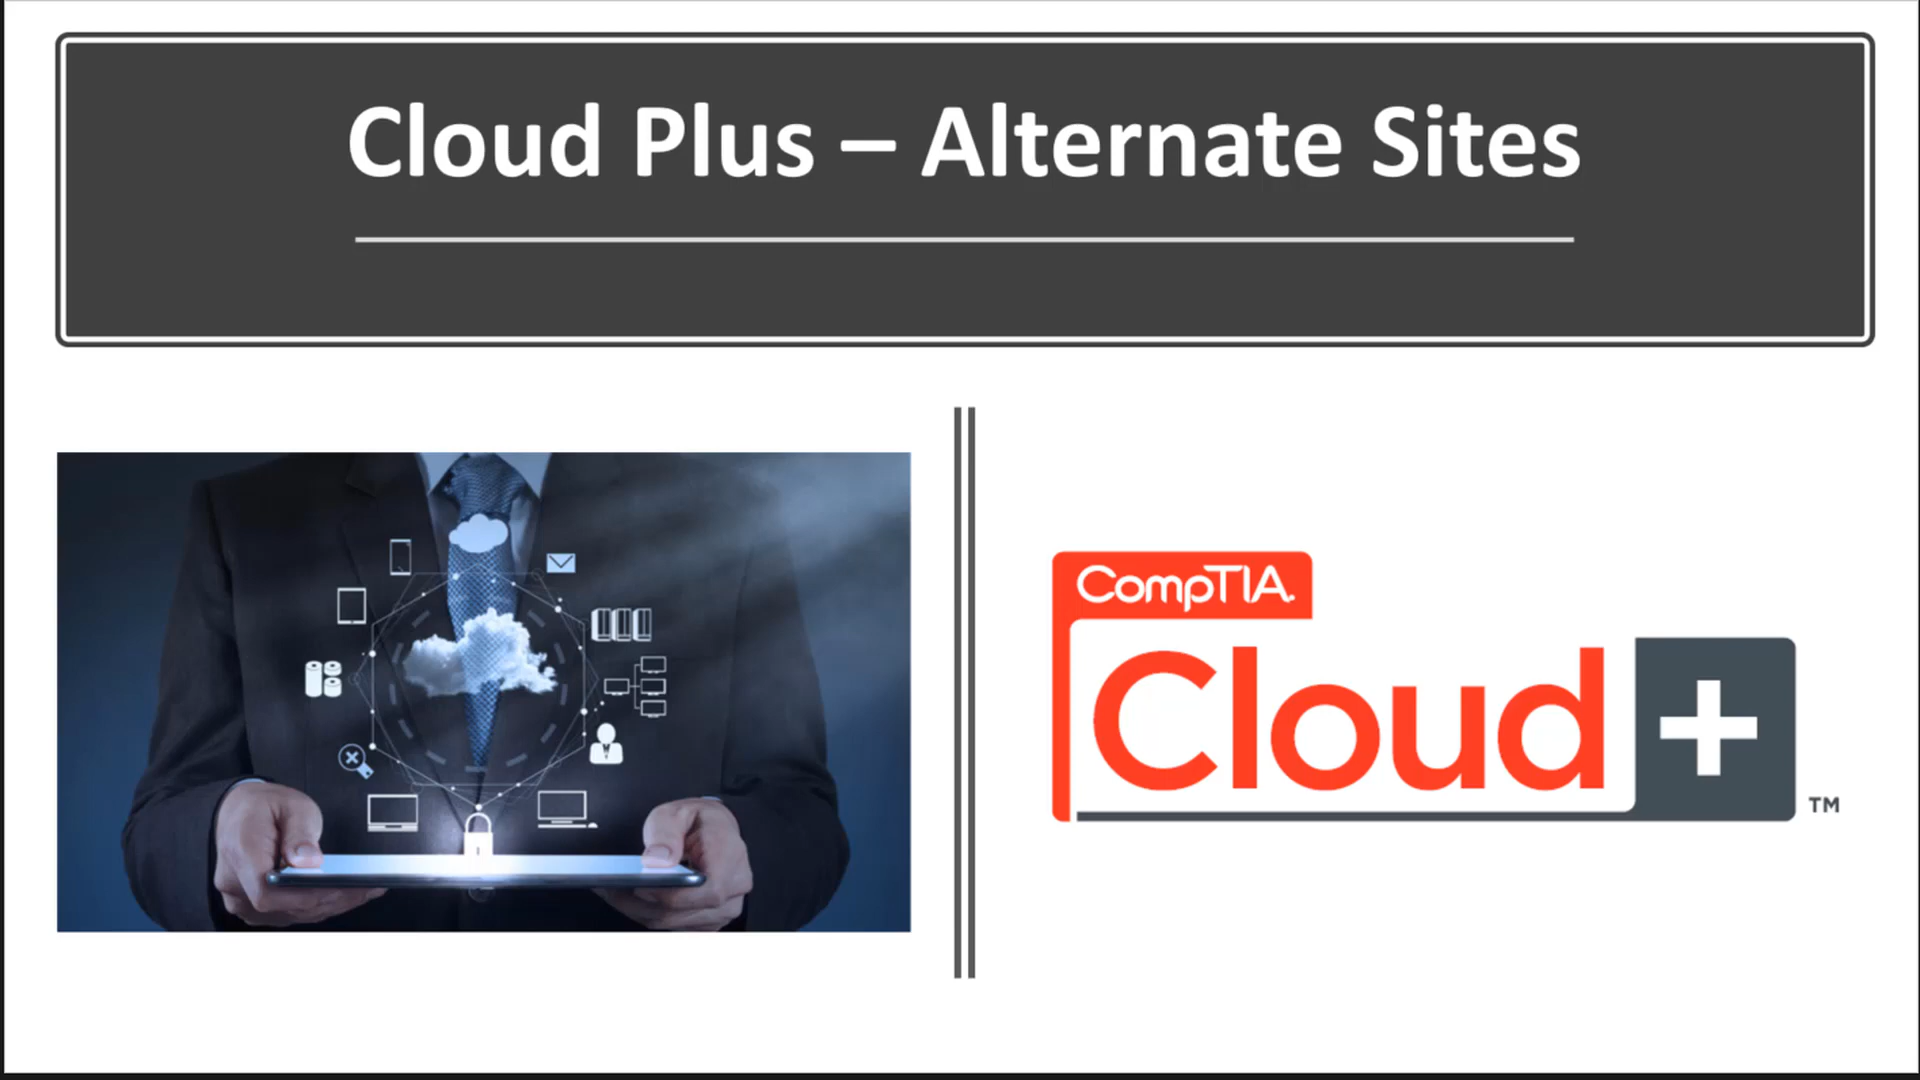 Cloud Plus – Alternate Sites
CompTIA.
Cloud+
TM